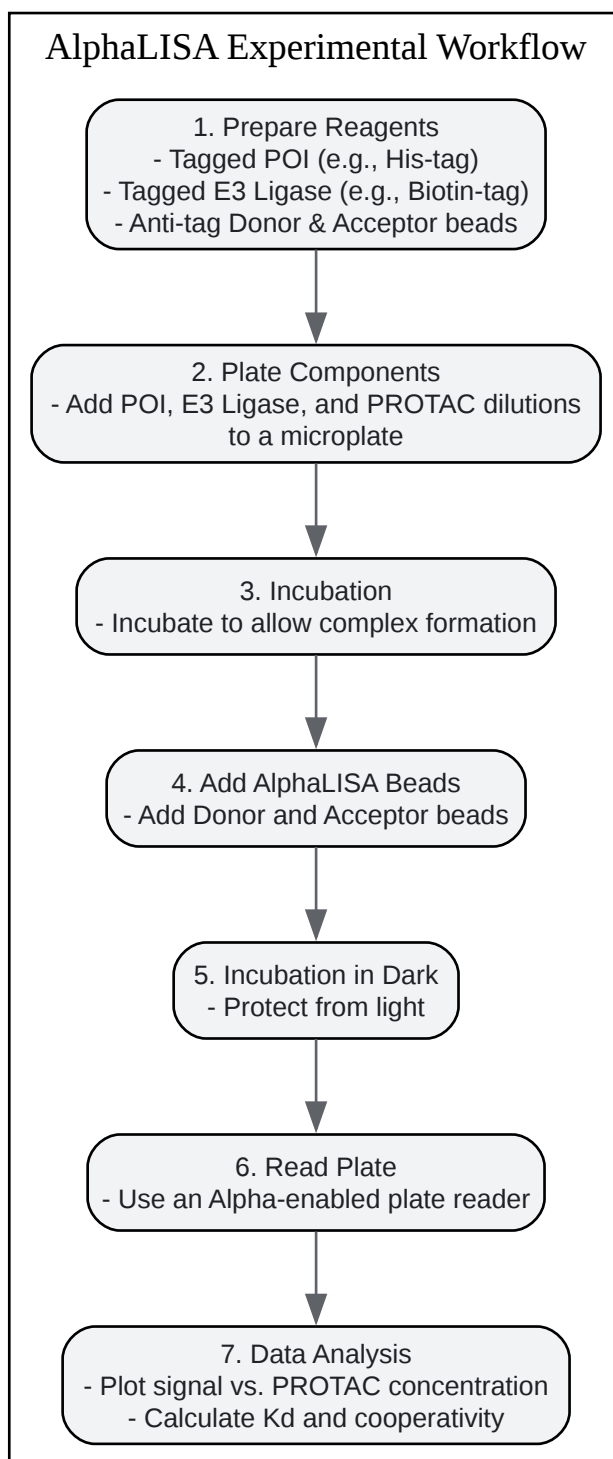 AlphaLISA Experimental Workflow
1. Prepare Reagents
- Tagged POI (e.g., His-tag)
- Tagged E3 Ligase (e.g., Biotin-tag)
- Anti-tag Donor & Acceptor beads
2. Plate Components
- Add POI, E3 Ligase, and PROTAC dilutions
to a microplate
3. Incubation
- Incubate to allow complex formation
4. Add AlphaLISA Beads
- Add Donor and Acceptor beads
5. Incubation in Dark
- Protect from light
6. Read Plate
- Use an Alpha-enabled plate reader
7. Data Analysis
- Plot signal vs. PROTAC concentration
- Calculate Kd and cooperativity